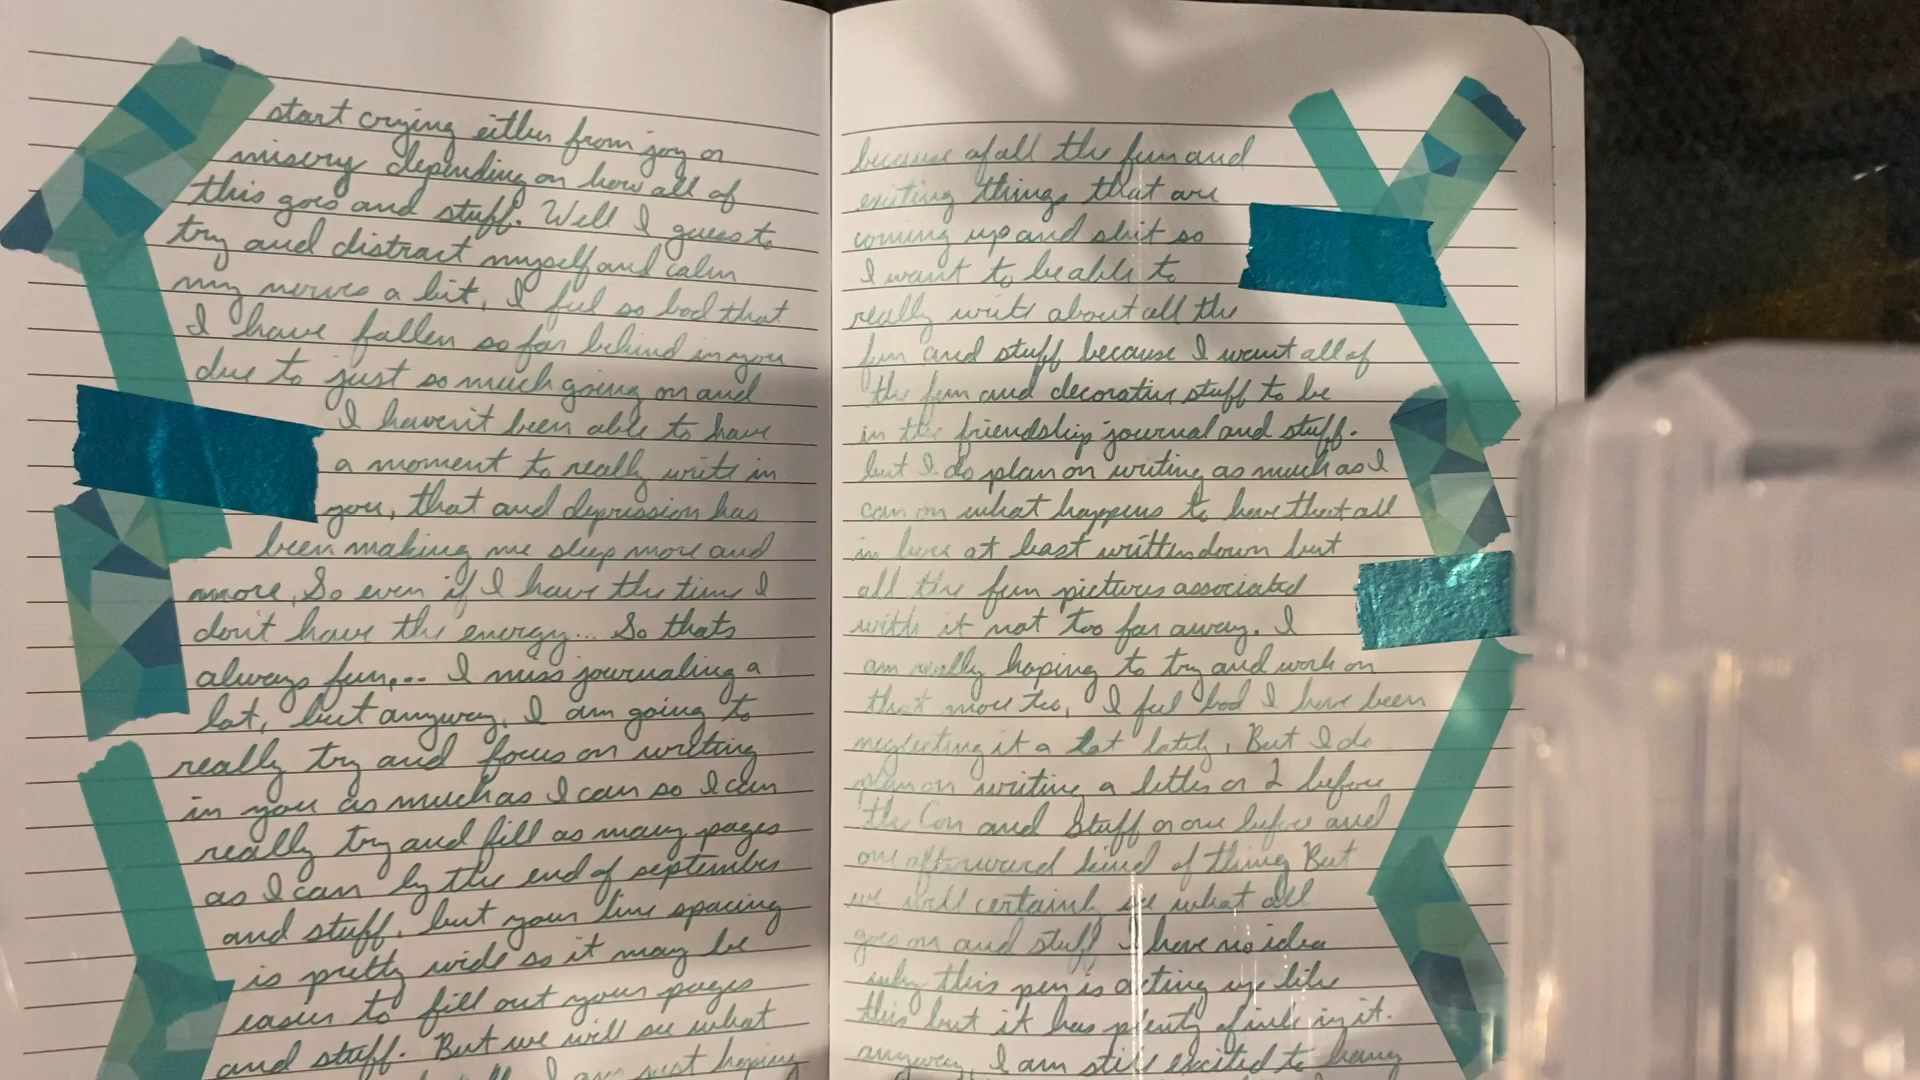 start crying either from joy or
misery depending on how all of
this goes and stuff. Well I guess to
try and distract myself and calm
my nerves a bit, I feel so bad that
I have fallen so far behind in you
due to just so much going on and
I haven't been able to have
a moment to really write in
you, that and depression has
been making me sleep more and
more. So even if I have the time I
don't have the energy... So thats
always fun... I miss journaling a
lot, but anyway, I am going to
really try and focus on writing
in you as much as I can so I can
really try and fill as many pages
as I can by the end of september
and stuff. but your line spacing
is pretty wide so it may be
easier to fill out your pages
and stuff. But we will see what
I am just hoping
because of all the fun and
exiting things that are
coming up and shit so
I want to be able to
really write about all the
fun and stuff because I want all of
the fun and decorative stuff to be
in the friendship journal and stuff.
but I do plan on writing as much as I
can on what happens to have that all
in here at least written down but
all the fun pictures associated
with it not too far away. I
am really hoping to try and work on
that more too, I feel bad I have been
neglecting it a lot lately, But I do
plan on writing a letter or 2 before
the Con and Stuff or one before and
one afterward kind of thing But
we will certainly see what all
goes on and stuff I have no idea
why this pen is acting up like
this but it has plenty of ink in it.
anyway, I am still excited to hang